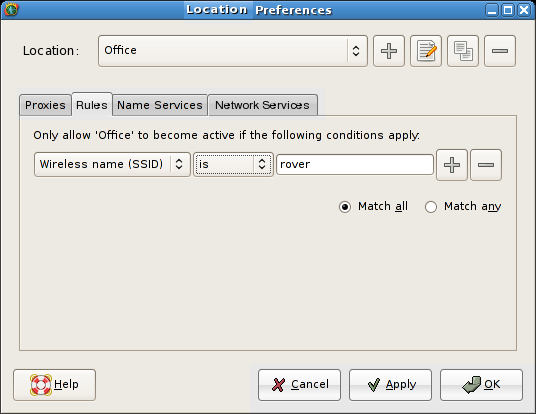 Location Preferences
Location: Office
Proxies Rules Name Services Network Services
Only allow 'Office' to become active if the following conditions apply:
Wireless name (SSID) is rover
Match all Match any
Help Cancel Apply OK